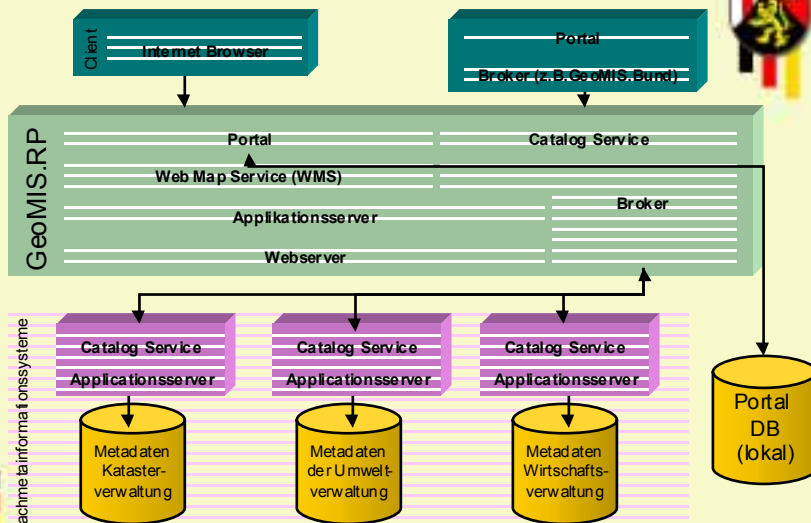 Client
Internet Browser
Portal
Broker (z.B.GeoMIS.Bund)
GeoMIS.RP
Portal
Catalog Service
Web Map Service (WMS)
Broker
Applikationsserver
Webserver
achmetainformationssysteme
Catalog Service
Applicationsserver
Catalog Service
Applicationsserver
Catalog Service
Applicationsserver
Metadaten
Kataster-
verwaltung
Metadaten
der Umwelt-
verwaltung
Metadaten
Wirtschafts-
verwaltung
Portal
DB
(lokal)